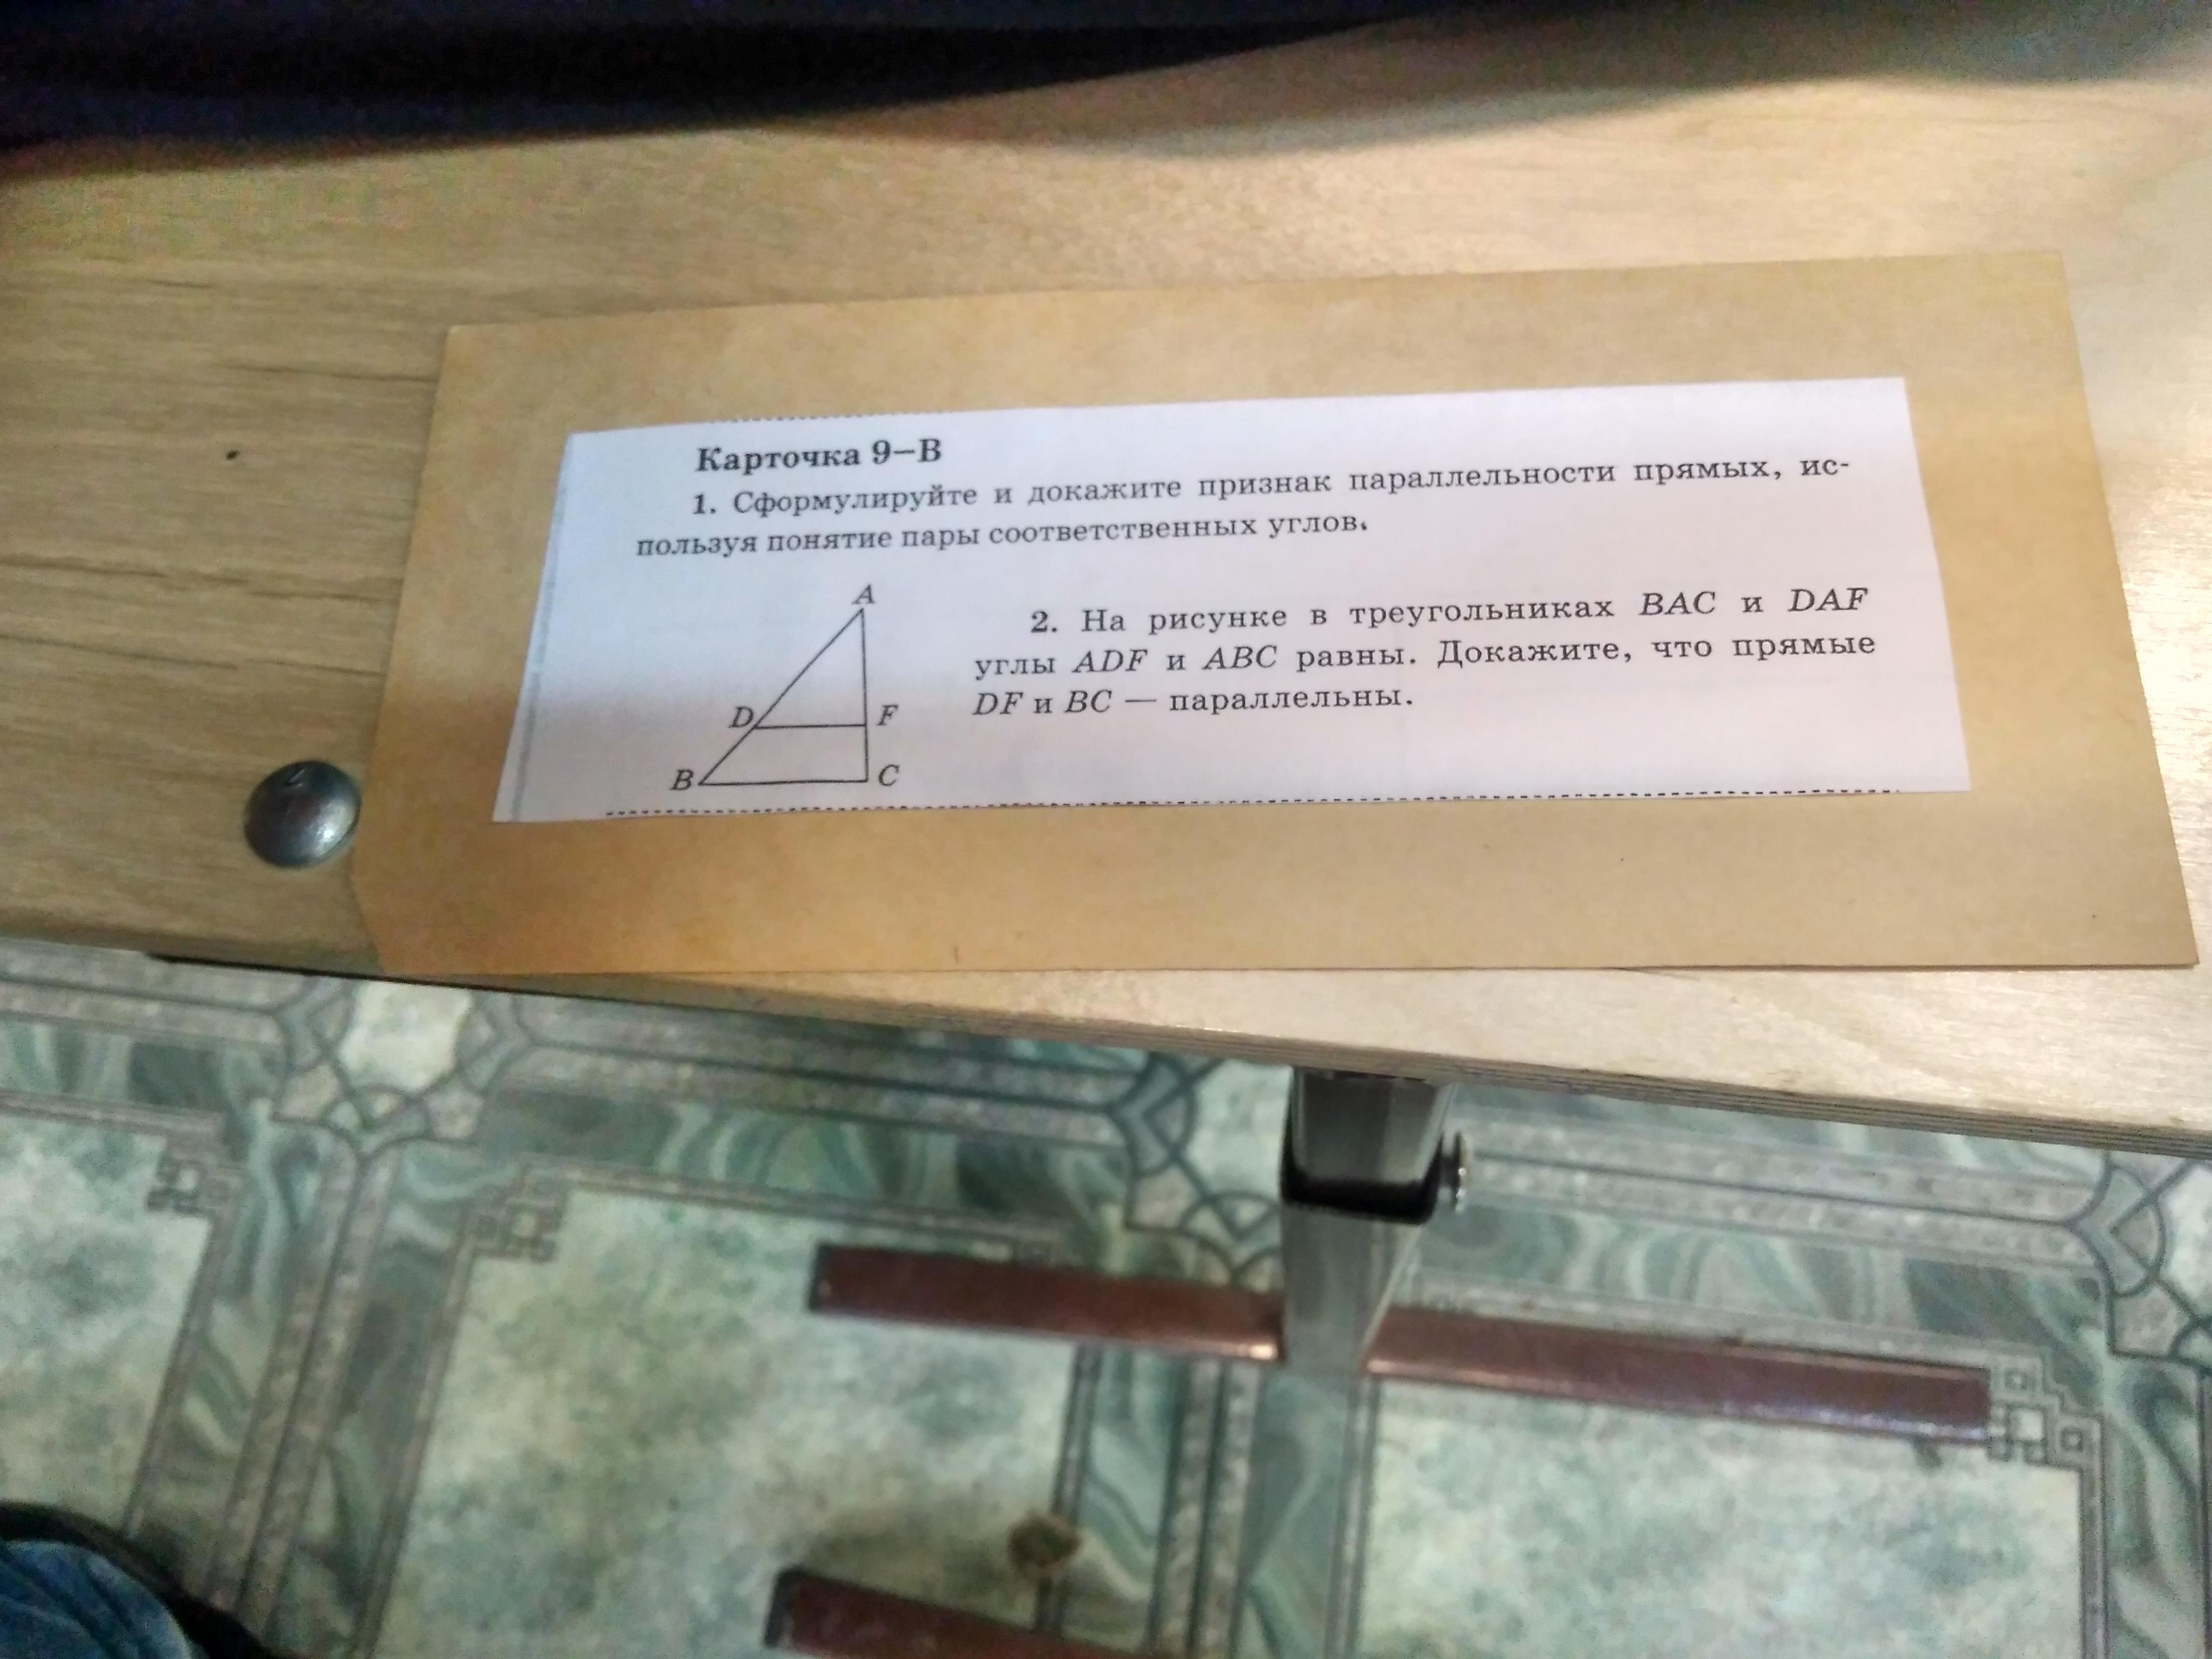 Карточка 9–В
1. Сформулируйте и докажите признак параллельности прямых, ис-
пользуя понятие пары соответственных углов.
2. На рисунке в треугольниках BAC и DAF
углы ADF и ABC равны. Докажите, что прямые
DF и BC — параллельны.
A
D F
B C